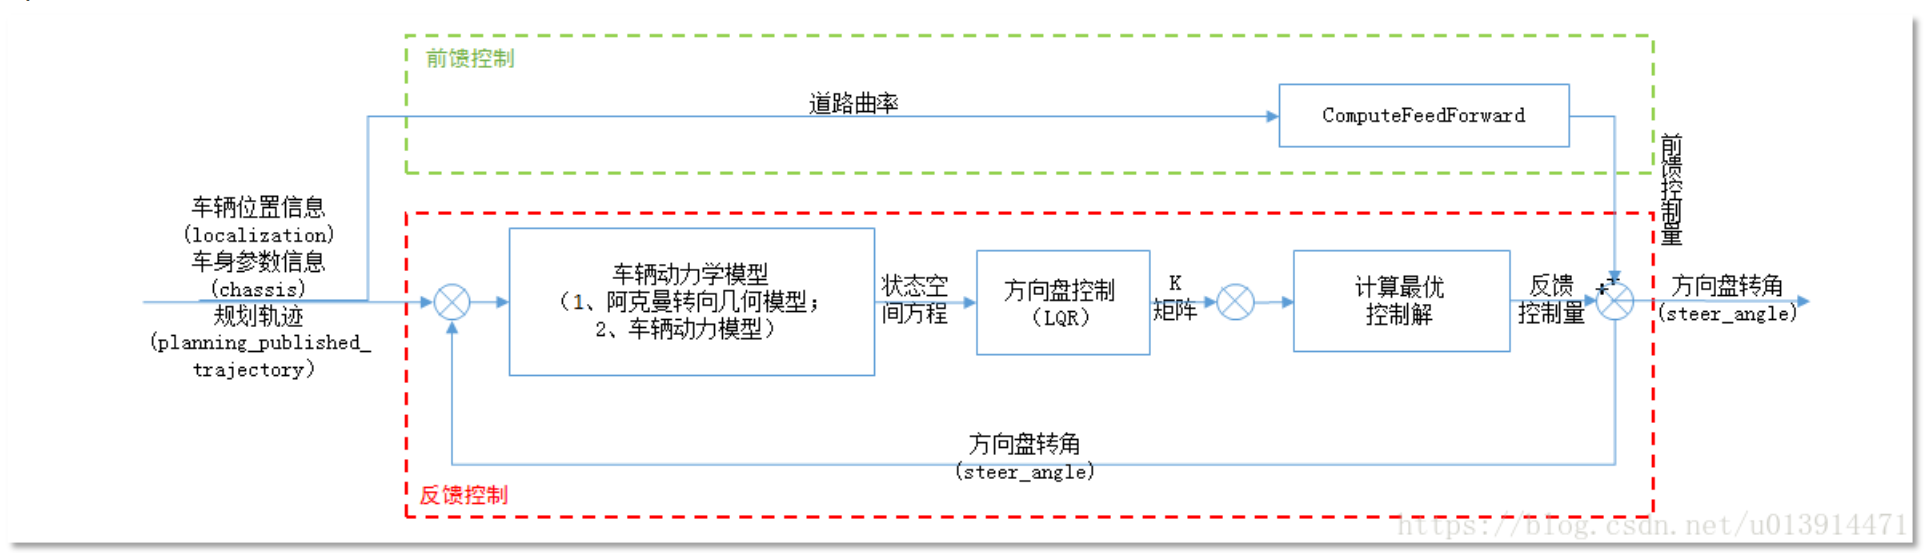 前馈控制
道路曲率
ComputeFeedForward
前馈控制量
车辆位置信息
(localization)
车身参数信息
(chassis)
规划轨迹
(planning_published_
trajectory)
车辆动力学模型
(1、阿克曼转向几何模型;
2、车辆动力模型)
状态空
间方程
方向盘控制
(LQR)
K
矩阵
计算最优
控制解
反馈
控制量
+
+
方向盘转角
(steer_angle)
方向盘转角
(steer_angle)
反馈控制
https://blog.csdn.net/u013914471